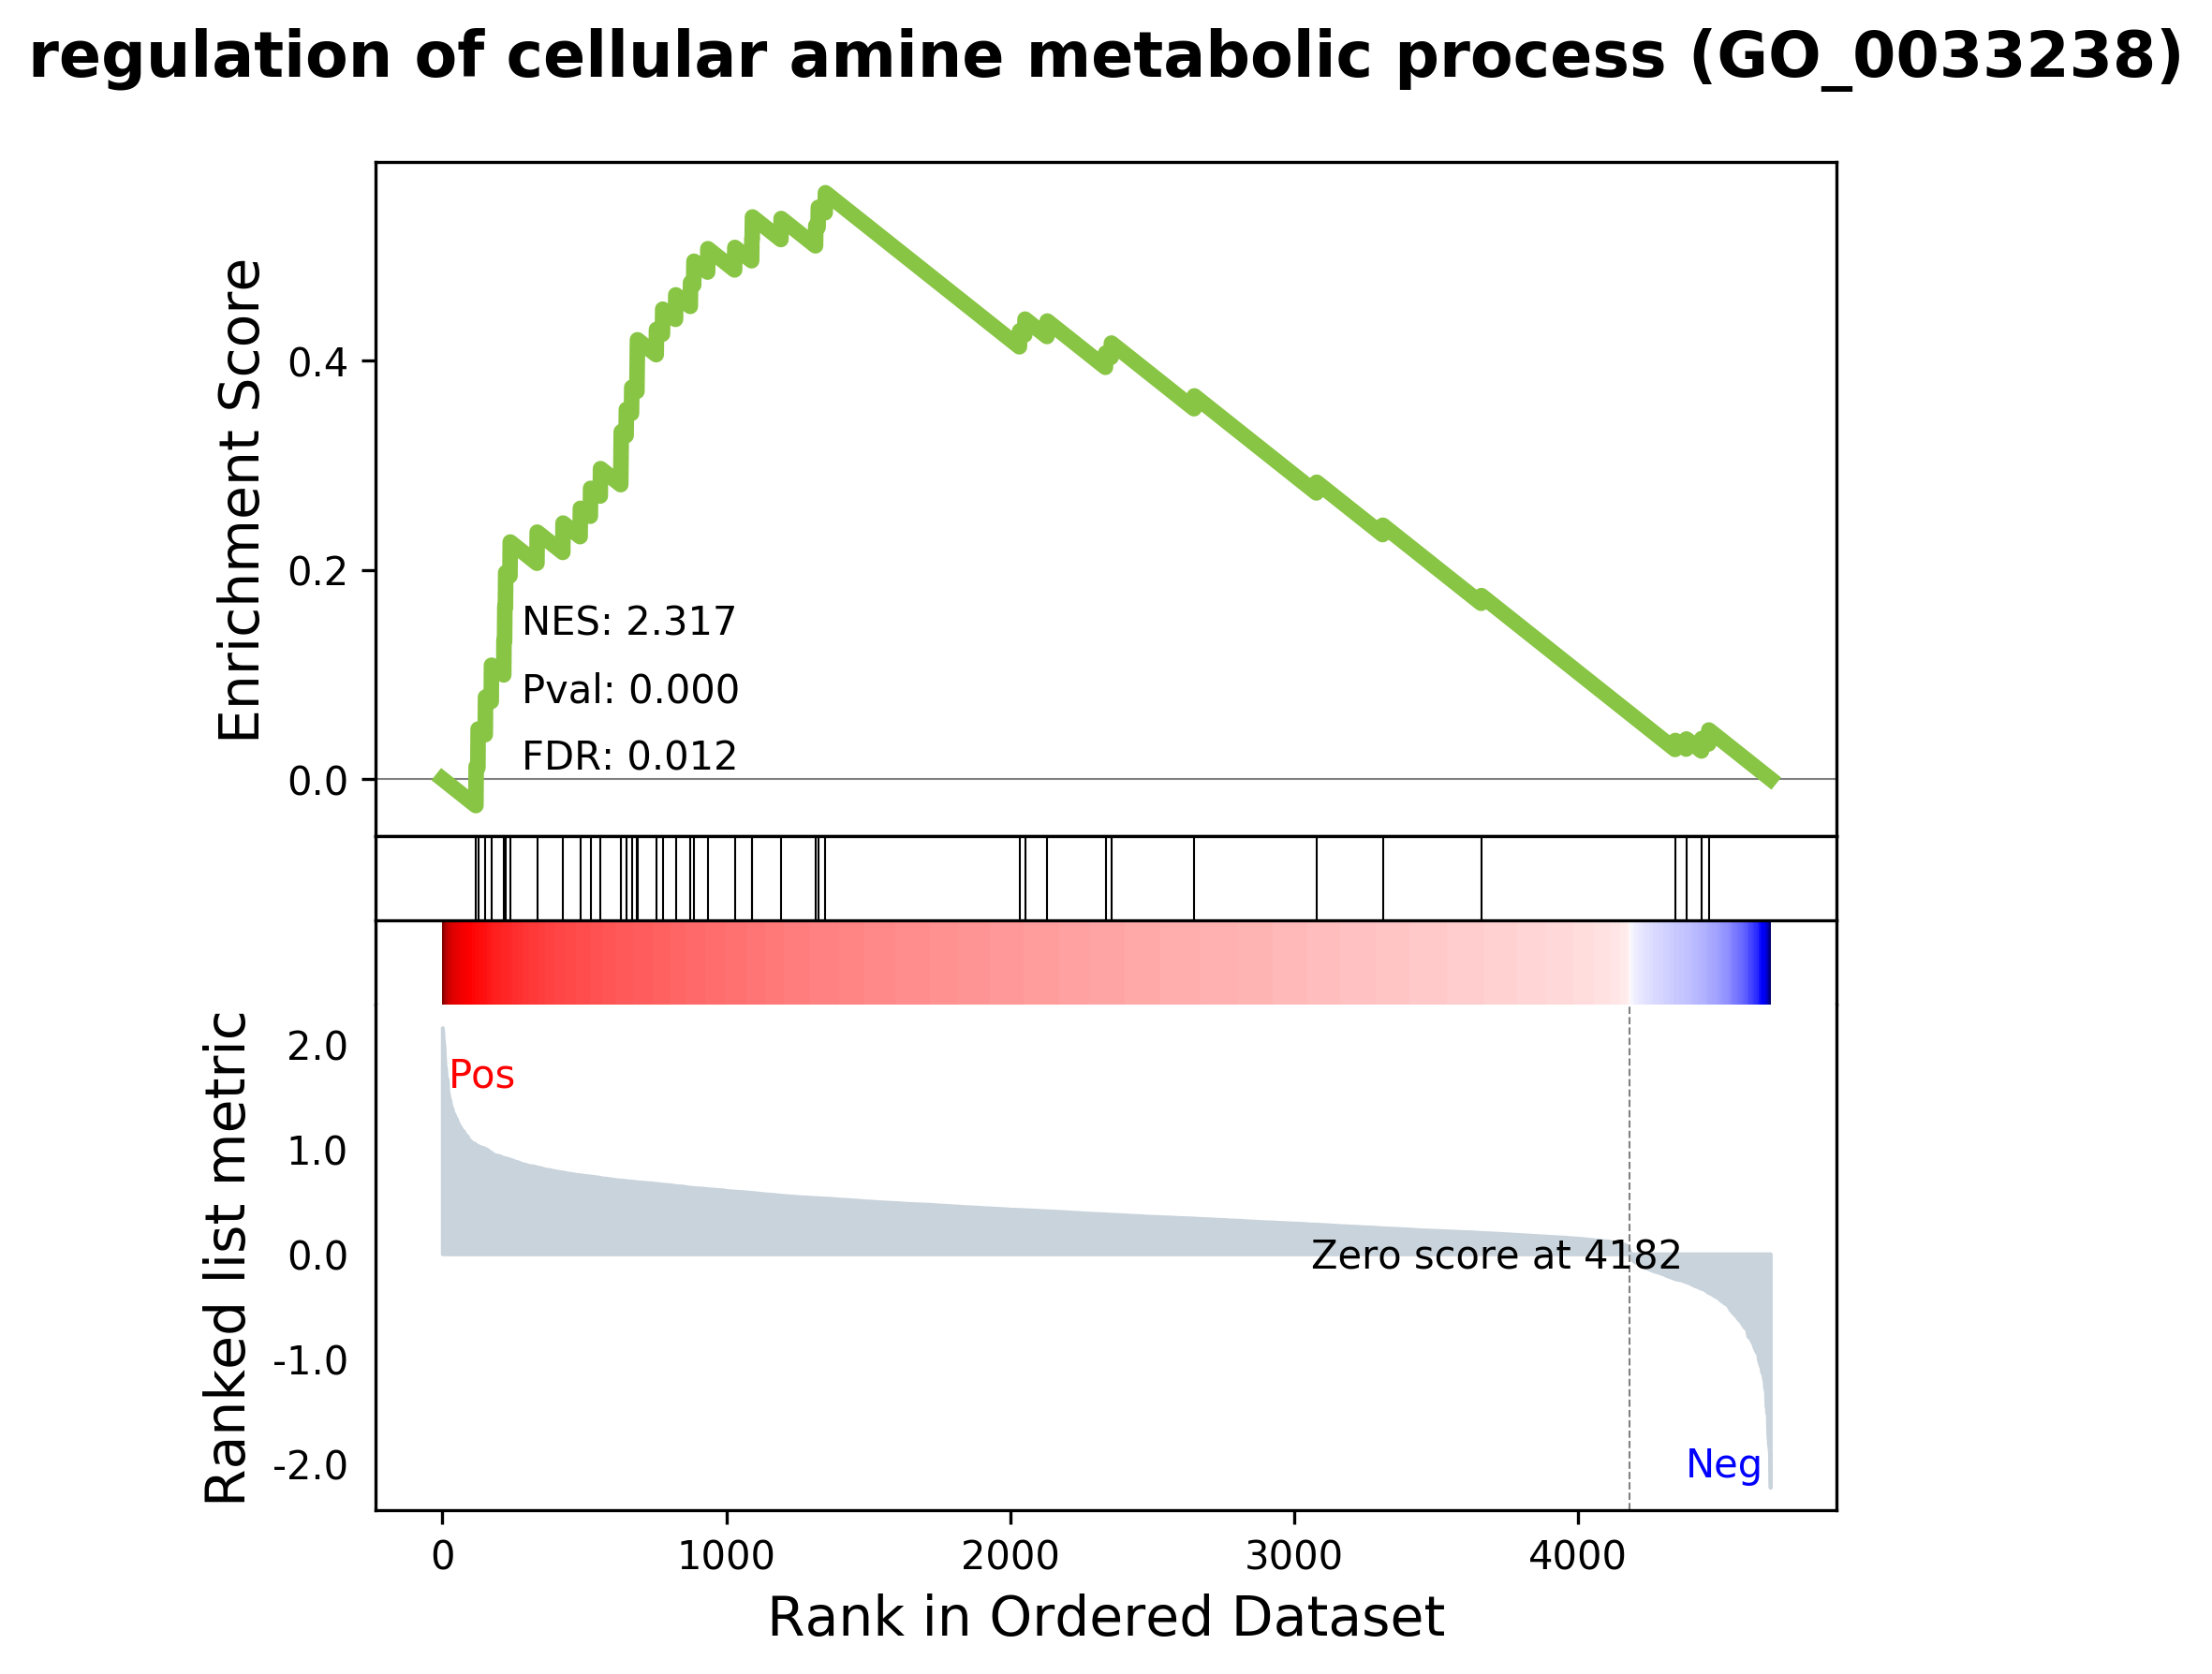 regulation of cellular amine metabolic process (GO_0033238)
Enrichment Score
0.4
0.2
0.0
NES: 2.317
Pval: 0.000
FDR: 0.012
Ranked list metric
2.0
1.0
0.0
-1.0
-2.0
Pos
Zero score at 4182
Neg
0 1000 2000 3000 4000
Rank in Ordered Dataset